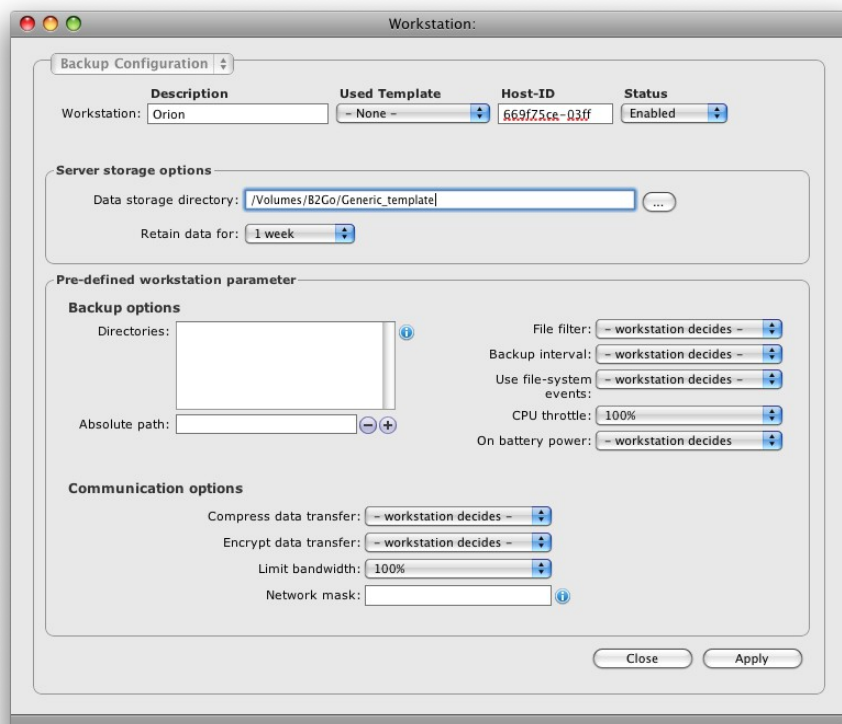 Workstation:
Backup Configuration
Description Used Template Host-ID Status
Workstation: Orion - None - 669f75ce-03ff Enabled
Server storage options
Data storage directory: /Volumes/B2Go/Generic_template ...
Retain data for: 1 week
Pre-defined workstation parameter
Backup options
Directories:
File filter: - workstation decides -
Backup interval: - workstation decides -
Use file-system - workstation decides -
events:
CPU throttle: 100%
Absolute path:
On battery power: - workstation decides
Communication options
Compress data transfer: - workstation decides -
Encrypt data transfer: - workstation decides -
Limit bandwidth: 100%
Network mask:
Close Apply